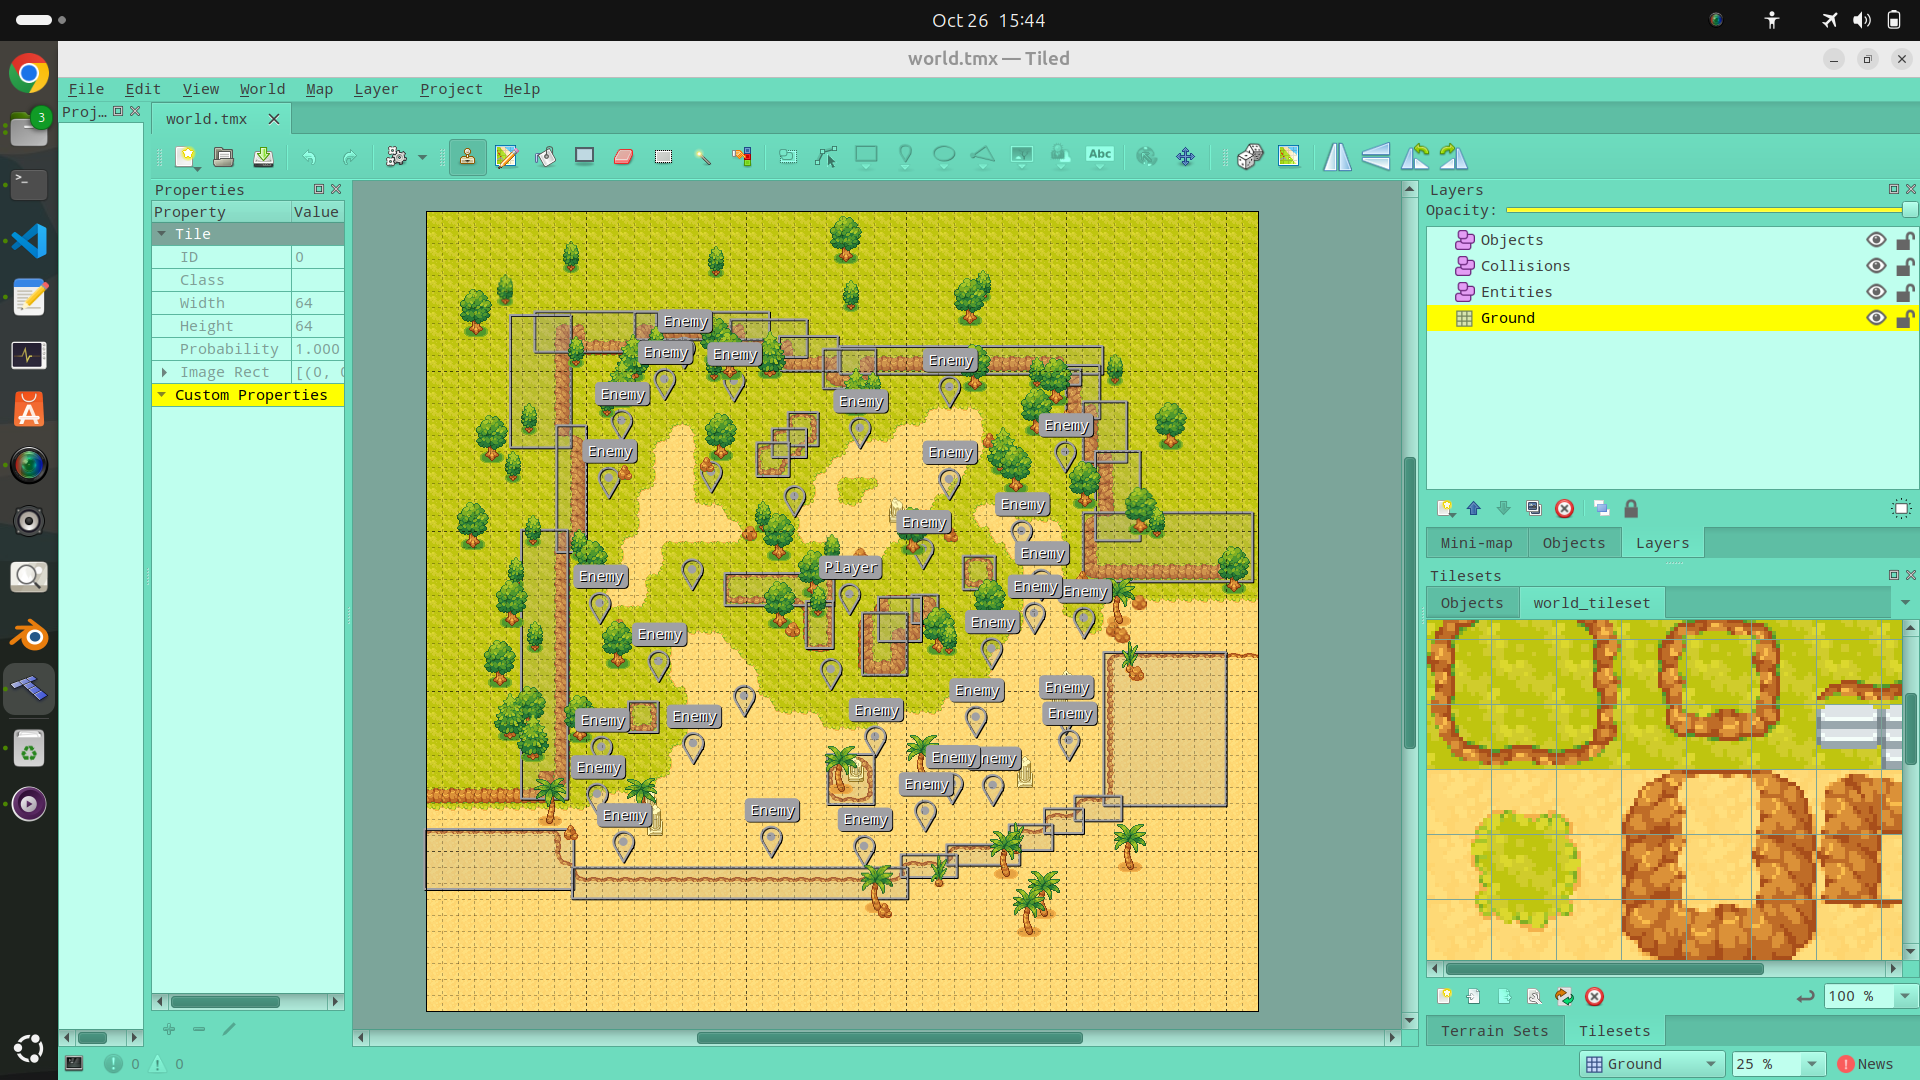 Oct 26 15:44
world.tmx — Tiled
File Edit View World Map Layer Project Help
3
Proj...
world.tmx
Abc
Properties
Property Value
Tile
ID 0
Class
Width 64
Height 64
Probability 1.000
Image Rect [(0, 
Custom Properties
Enemy
Enemy
Enemy
Enemy
Enemy
Enemy
Enemy
Enemy
Enemy
Enemy
Enemy
Enemy
Player
Enemy
Enemy
Enemy
Enemy
Enemy
Enemy
Enemy
Enemy
Enemy
Enemy
Enemy
Enemy
Enemy
nemy
Enemy
Enemy
Enemy
Enemy
Enemy
Layers
Opacity:
Objects
Collisions
Entities
Ground
Mini-map Objects Layers
Tilesets
Objects world_tileset
100 %
Terrain Sets Tilesets
0 0
Ground 25 % News